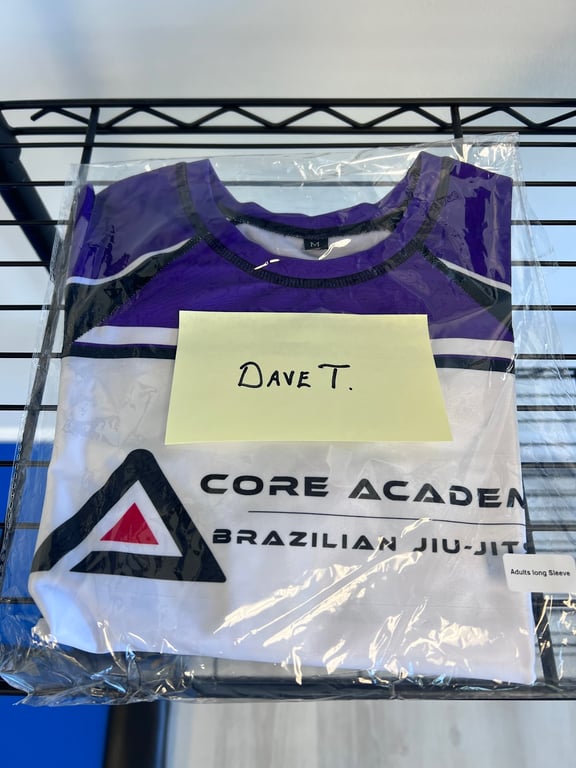 M
DAVE T.
CORE ACADEM
BRAZILIAN JIU-JITS
Adults long Sleeve